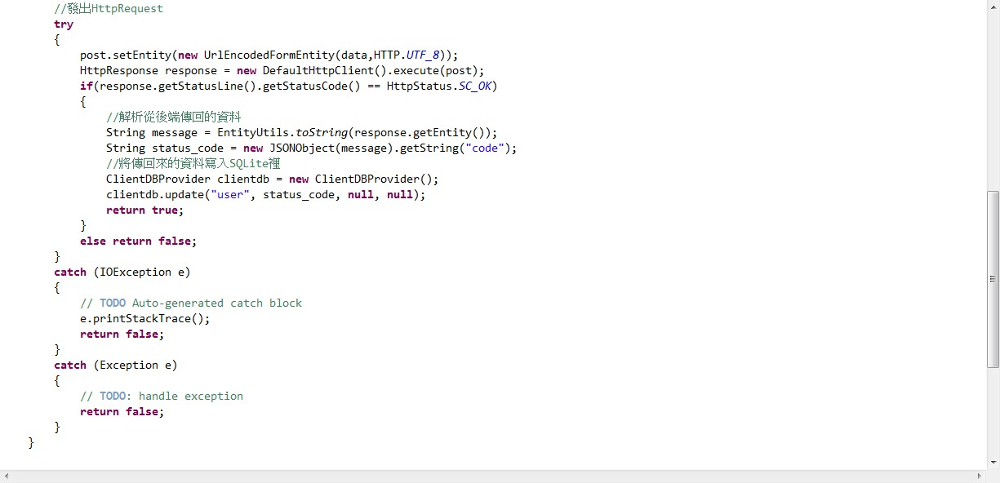 //發出HttpRequest
try
{
post.setEntity(new UrlEncodedFormEntity(data,HTTP.UTF_8));
HttpResponse response = new DefaultHttpClient().execute(post);
if(response.getStatusLine().getStatusCode() == HttpStatus.SC_OK)
{
//解析從後端傳回的資料
String message = EntityUtils.toString(response.getEntity());
String status_code = new JSONObject(message).getString("code");
//將傳回來的資料寫入SQLite裡
ClientDBProvider clientdb = new ClientDBProvider();
clientdb.update("user", status_code, null, null);
return true;
}
else return false;
}
catch (IOException e)
{
// TODO Auto-generated catch block
e.printStackTrace();
return false;
}
catch (Exception e)
{
// TODO: handle exception
return false;
}
}